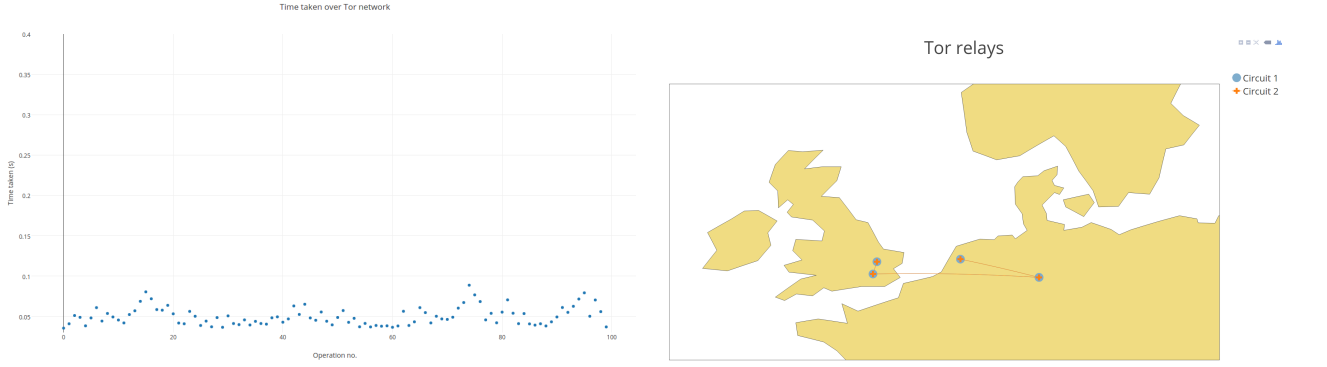 Time taken over Tor network
0.4
0.35
0.3
0.25
0.2
0.15
0.1
0.05
Time taken (s)
0 20 40 60 80 100
Operation no.
Tor relays
Circuit 1
Circuit 2